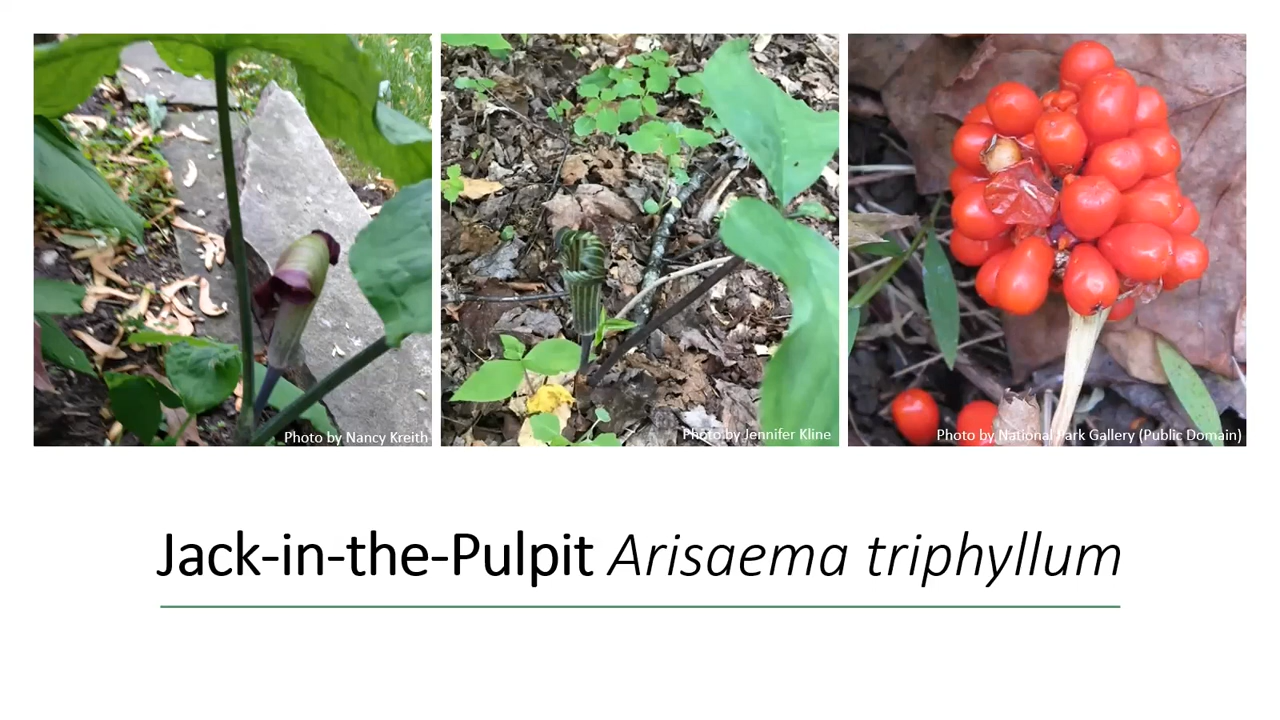 Photo by Nancy Kreith
Photo by Jennifer Kline
Photo by National Park Gallery (Public Domain)
Jack-in-the-Pulpit Arisaema triphyllum